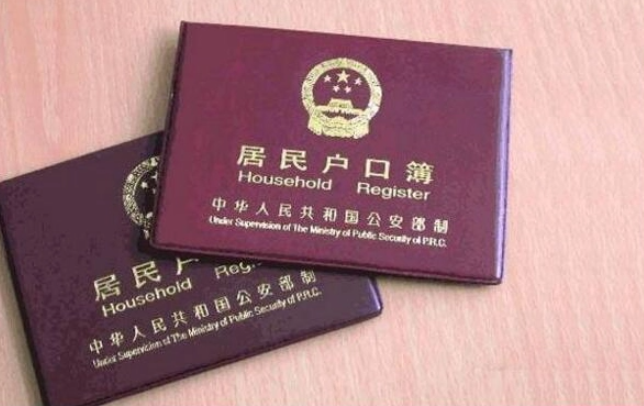 居民户口簿
Household Register
中华人民共和国公安部制
Under Supervision of The Ministry of Public Security of P.R.C.
居民户
Household Reg
中华人民共和国公安部制
Under Supervision of The Ministry of Public Security of P.R.C.